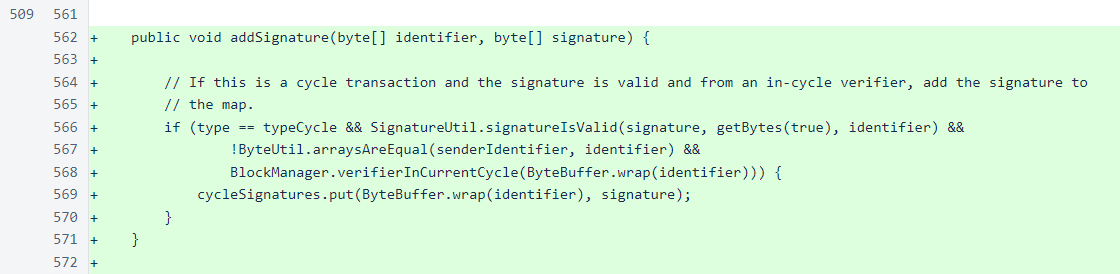 509 561
562 + public void addSignature(byte[] identifier, byte[] signature) {
563 +
564 + // If this is a cycle transaction and the signature is valid and from an in-cycle verifier, add the signature to
565 + // the map.
566 + if (type == typeCycle && SignatureUtil.signatureIsValid(signature, getBytes(true), identifier) &&
567 + !ByteUtil.arraysAreEqual(senderIdentifier, identifier) &&
568 + BlockManager.verifierInCurrentCycle(ByteBuffer.wrap(identifier))) {
569 + cycleSignatures.put(ByteBuffer.wrap(identifier), signature);
570 + }
571 + }
572 +